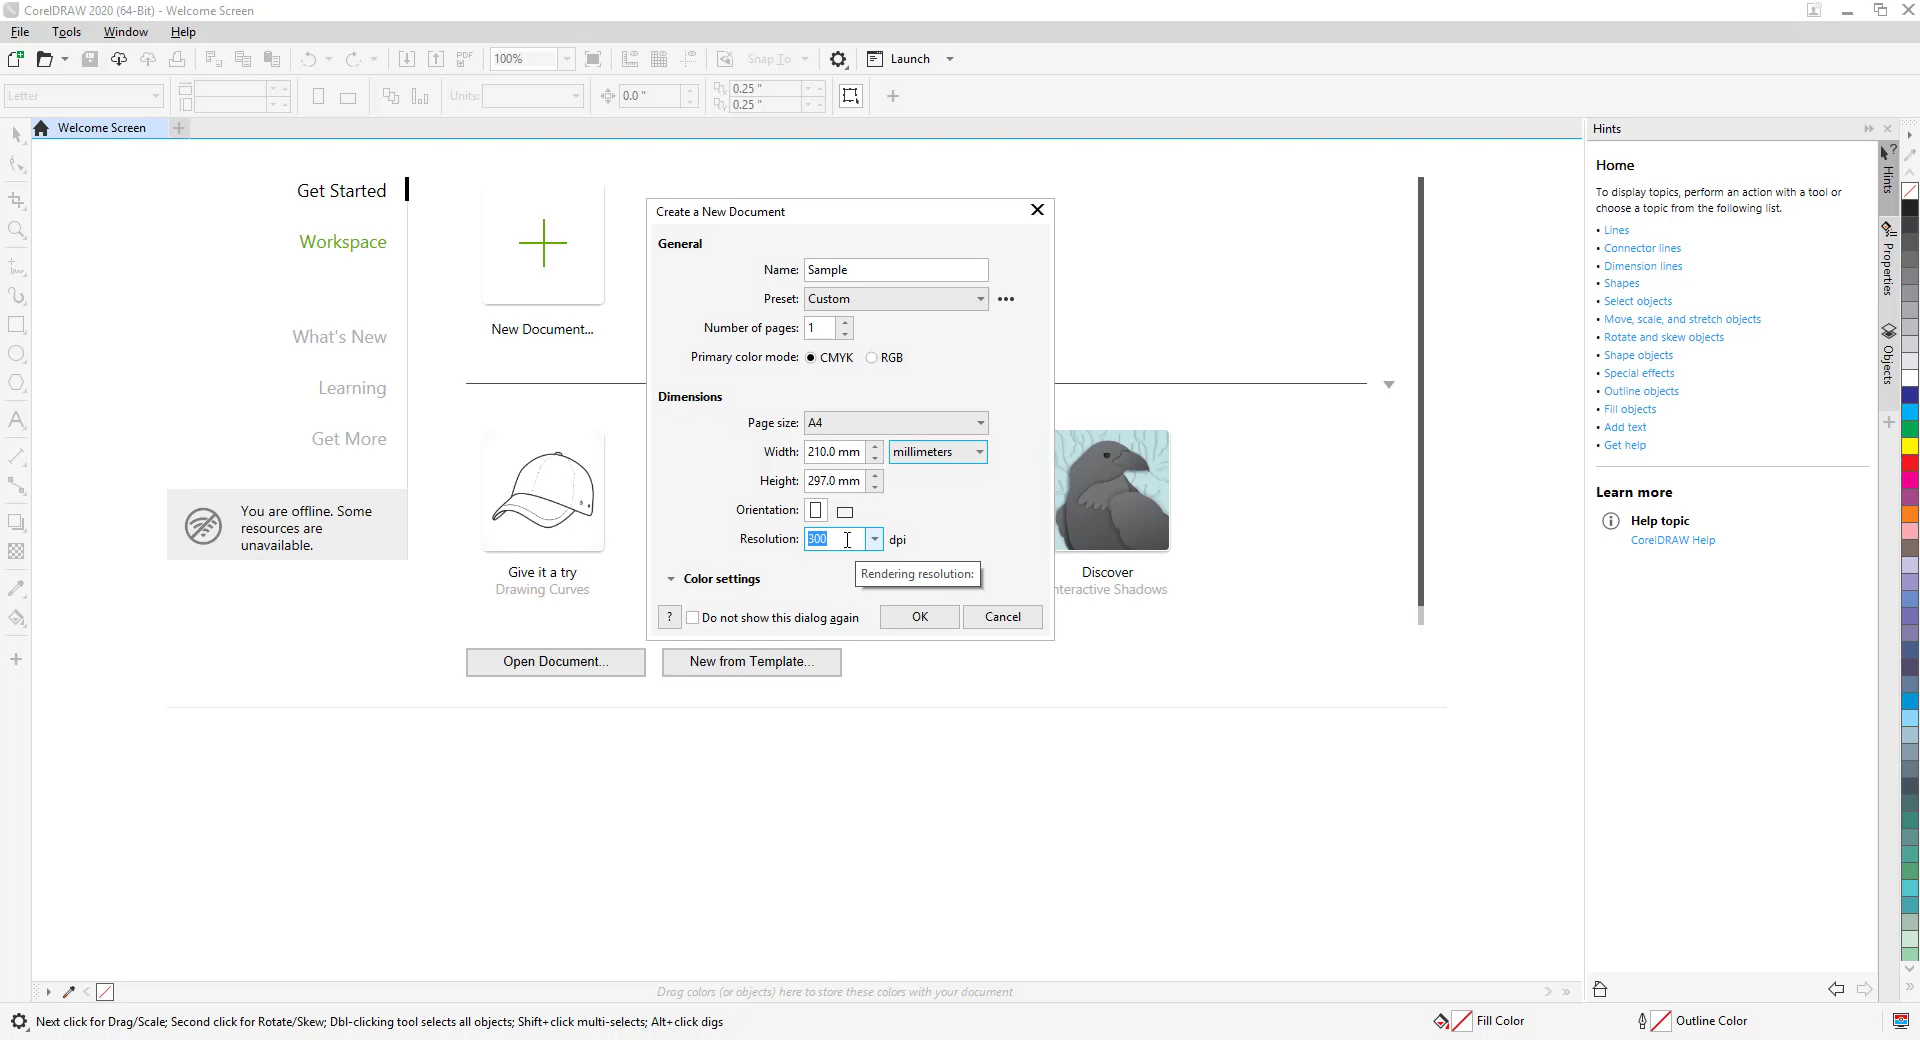 CorelDRAW 2020 (64-Bit) - Welcome Screen
File Tools Window Help
100% PDF Snap To Launch
Letter Units: 0.0 " 0.25 "
0.25 "
Welcome Screen
Get Started
Workspace
What's New
Learning
Get More
You are offline. Some
resources are
unavailable.
New Document...
Give it a try
Drawing Curves
Discover
nteractive Shadows
Open Document... New from Template...
Create a New Document
General
Name: Sample
Preset: Custom
Number of pages: 1
Primary color mode: CMYK RGB
Dimensions
Page size: A4
Width: 210.0 mm millimeters
Height: 297.0 mm
Orientation:
Resolution: 300 dpi
Rendering resolution:
Color settings
? Do not show this dialog again OK Cancel
Hints
Home
To display topics, perform an action with a tool or
choose a topic from the following list.
• Lines
• Connector lines
• Dimension lines
• Shapes
• Select objects
• Move, scale, and stretch objects
• Rotate and skew objects
• Shape objects
• Special effects
• Outline objects
• Fill objects
• Add text
• Get help
Learn more
Help topic
CorelDRAW Help
Hints
Properties
Objects
Drag colors (or objects) here to store these colors with your document
Next click for Drag/Scale; Second click for Rotate/Skew; Dbl-clicking tool selects all objects; Shift+click multi-selects; Alt+click digs
Fill Color Outline Color